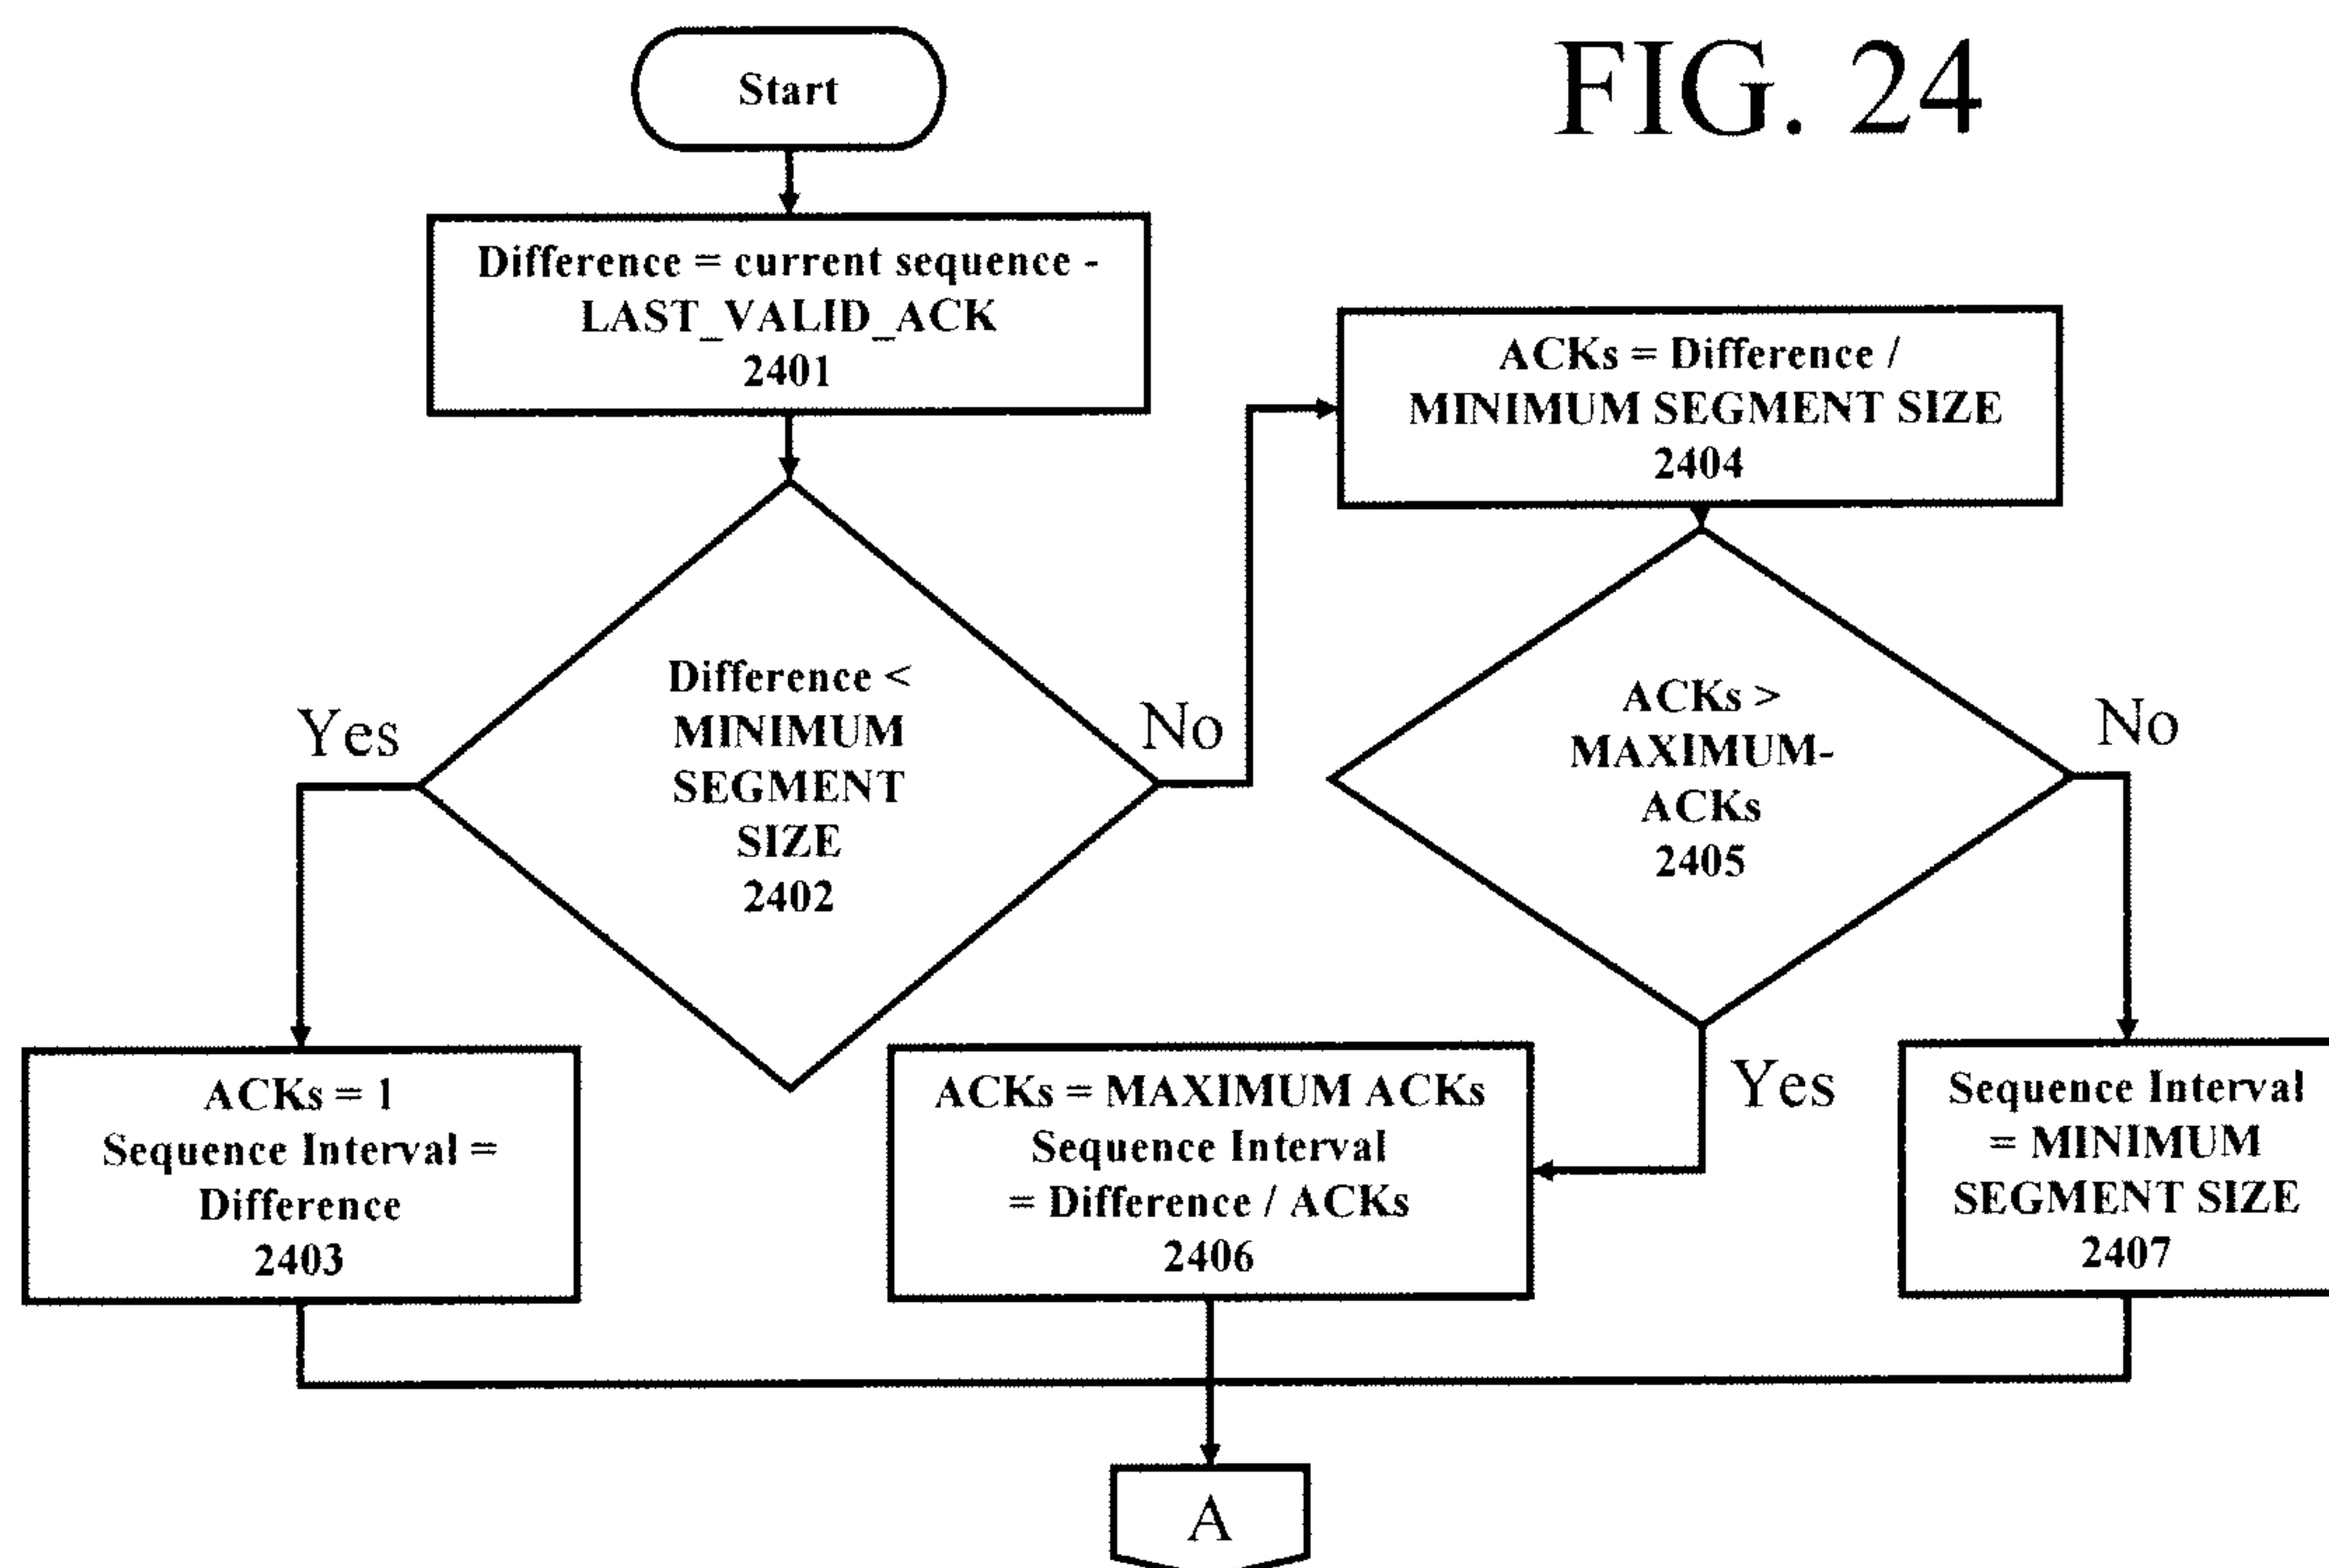 FIG. 24
Start
Difference = current sequence -
LAST_VALID_ACK
2401
ACKs = Difference /
MINIMUM SEGMENT SIZE
2404
Difference <
MINIMUM
SEGMENT
SIZE
2402
Yes
No
ACKs >
MAXIMUM-
ACKs
2405
No
Yes
ACKs = 1
Sequence Interval =
Difference
2403
ACKs = MAXIMUM ACKs
Sequence Interval
= Difference / ACKs
2406
Sequence Interval
= MINIMUM
SEGMENT SIZE
2407
A